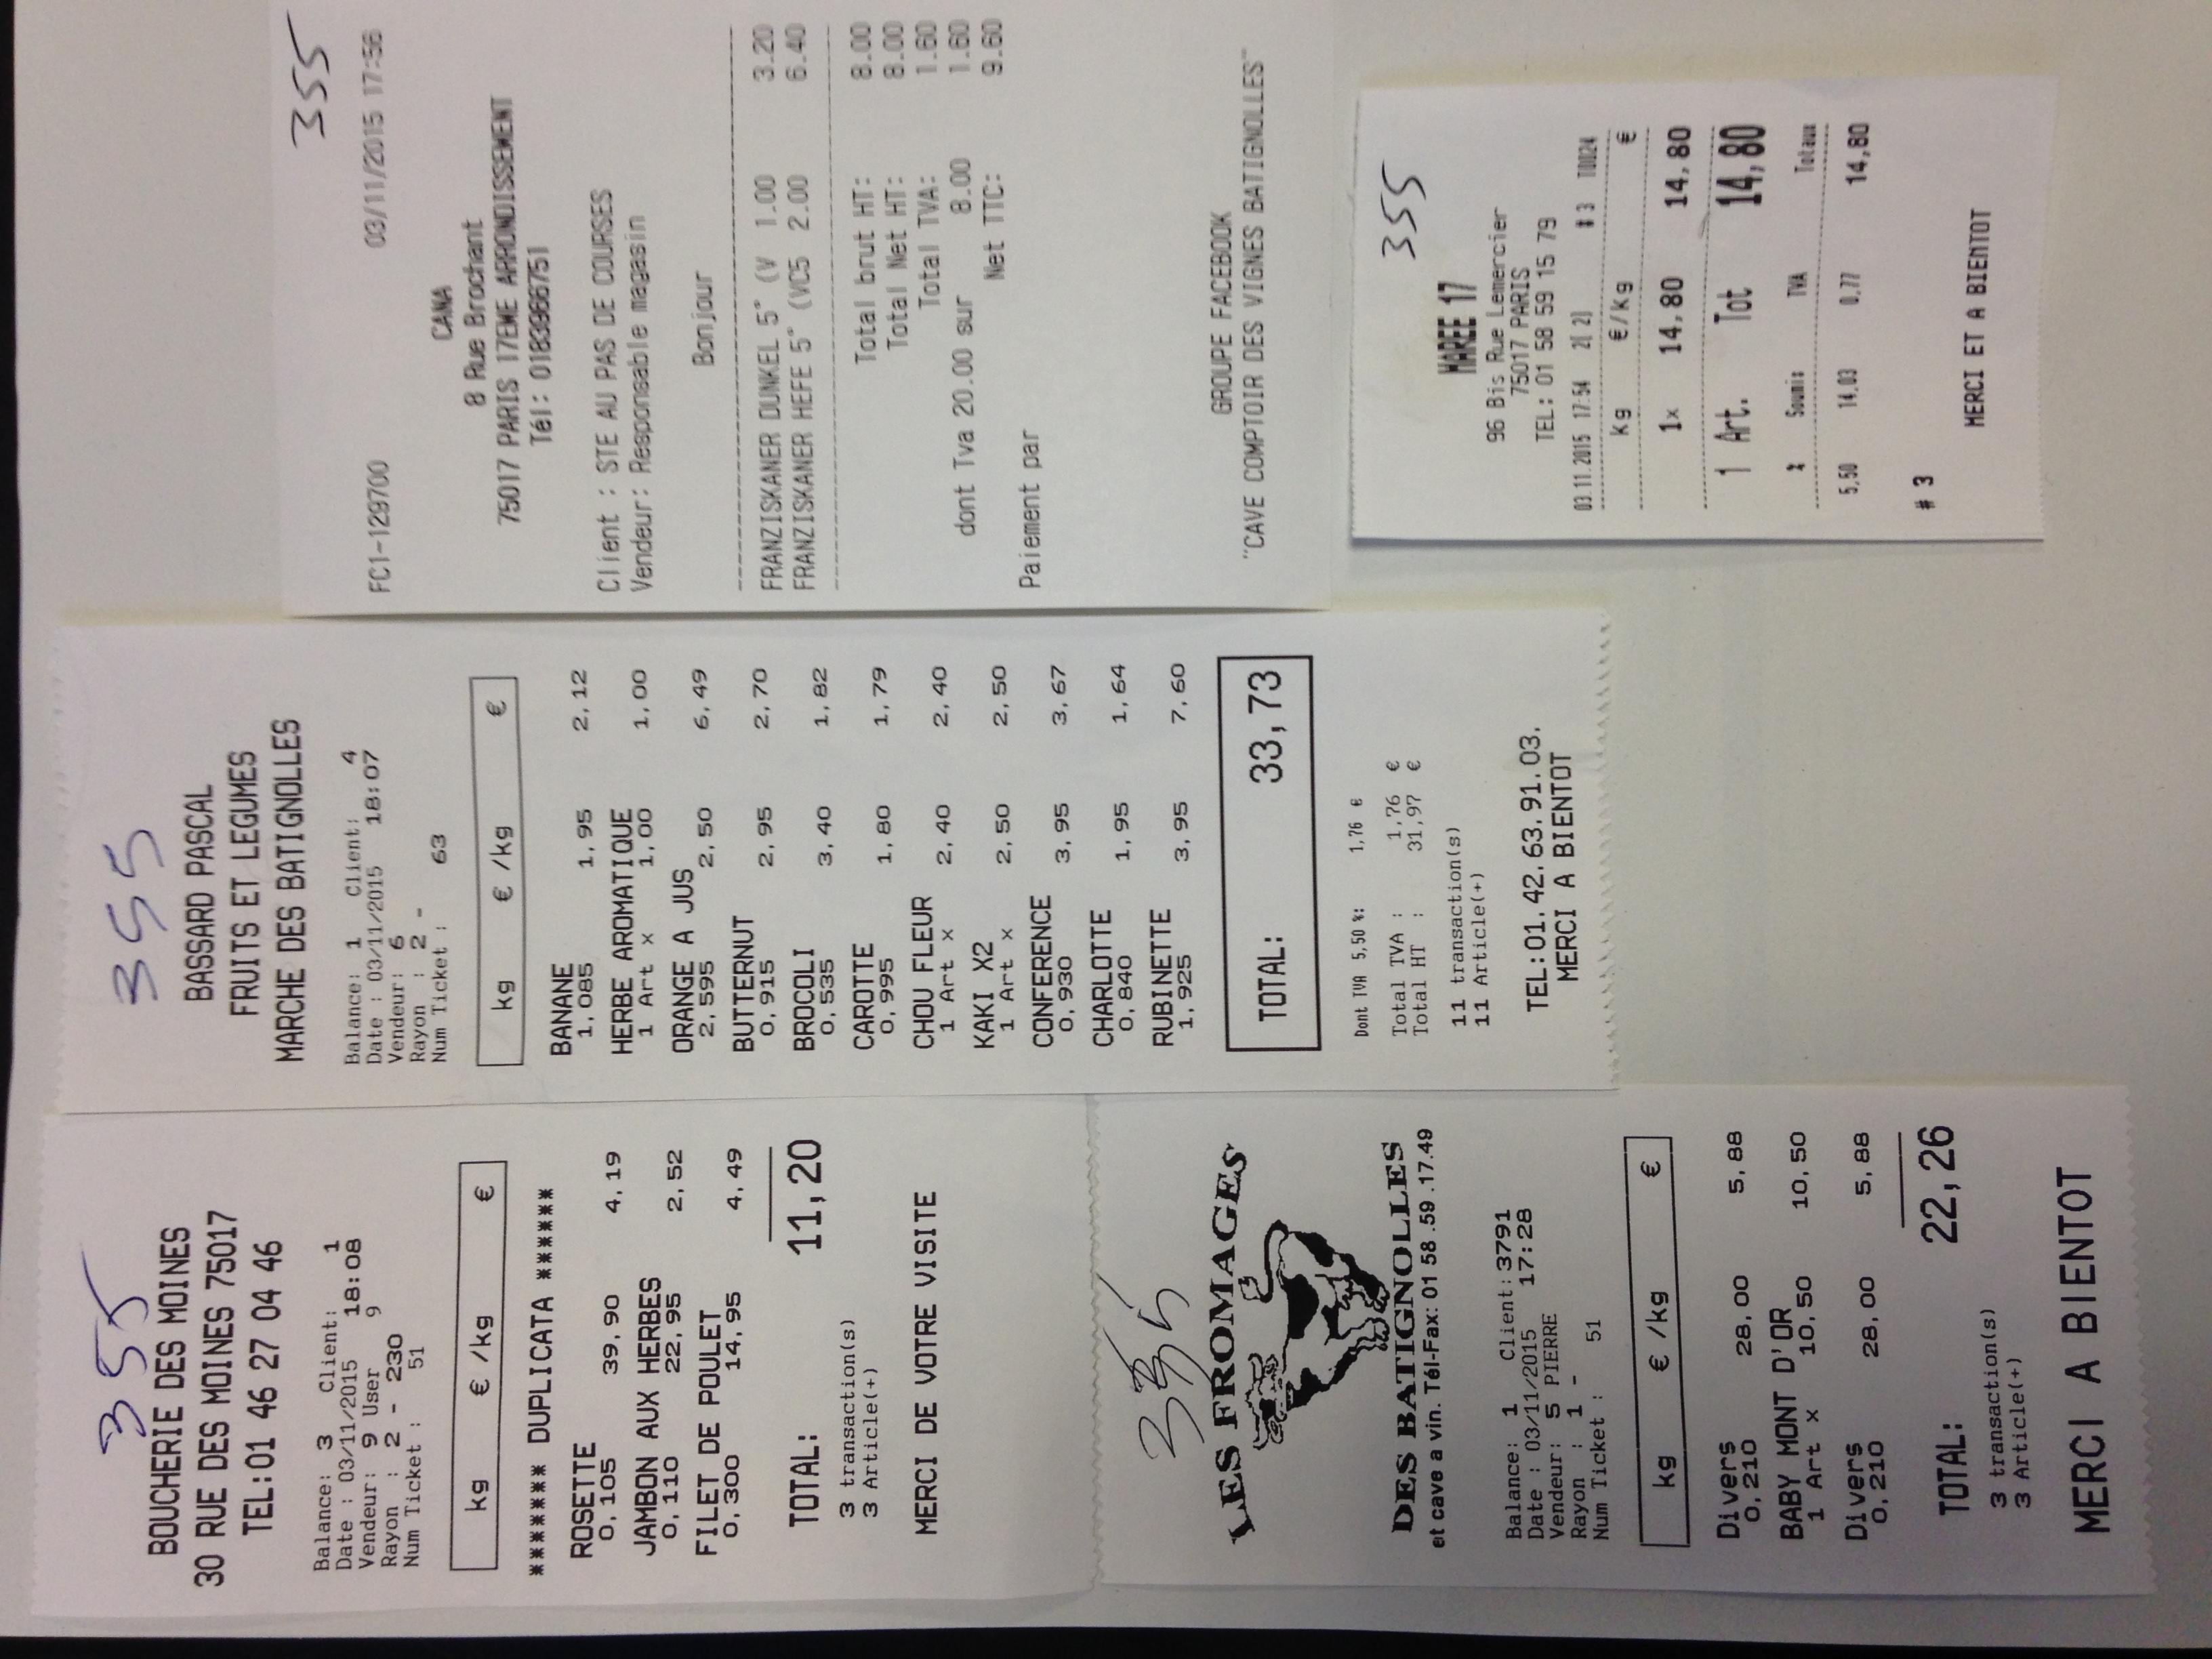 355
BOUCHERIE DES MOINES
30 RUE DES MOINES 75017
TEL:01 46 27 04 46
Balance: 3 Client: 1
Date : 03/11/2015 18:08
Vendeur: 9 User 9
Rayon : 2 - 230
Num Ticket : 51
kg € /kg €
******* DUPLICATA ******
ROSETTE
0,105 39,90 4,19
JAMBON AUX HERBES
0,110 22,95 2,52
FILET DE POULET
0,300 14,95 4,49
TOTAL: 11,20
3 transaction(s)
3 Article(+)
MERCI DE VOTRE VISITE
355
LES FROMAGES
DES BATIGNOLLES
et cave a vin. Tél-Fax: 01 58 .59 .17.49
Balance: 1 Client: 3791
Date : 03/11/2015 17:28
Vendeur: 5 PIERRE
Rayon : 1 -
Num Ticket : 51
kg € /kg €
Divers
0,210 28,00 5,88
BABY MONT D'OR
1 Art x 10,50 10,50
Divers
0,210 28,00 5,88
TOTAL: 22,26
3 transaction(s)
3 Article(+)
MERCI A BIENTOT
355
BASSARD PASCAL
FRUITS ET LEGUMES
MARCHE DES BATIGNOLLES
Balance: 1 Client: 4
Date : 03/11/2015 18:07
Vendeur: 6
Rayon : 2 -
Num Ticket : 63
kg € /kg €
BANANE
1,085 1,95 2,12
HERBE AROMATIQUE
1 Art x 1,00 1,00
ORANGE A JUS
2,595 2,50 6,49
BUTTERNUT
0,915 2,95 2,70
BROCOLI
0,535 3,40 1,82
CAROTTE
0,995 1,80 1,79
CHOU FLEUR
1 Art x 2,40 2,40
KAKI X2
1 Art x 2,50 2,50
CONFERENCE
0,930 3,95 3,67
CHARLOTTE
0,840 1,95 1,64
RUBINETTE
1,925 3,95 7,60
TOTAL: 33,73
Dont TVA 5,50 %: 1,76 €
Total TVA : 1,76 €
Total HT : 31,97 €
11 transaction(s)
11 Article(+)
TEL:01.42.63.91.03.
MERCI A BIENTOT
355
FC1-129700 03/11/2015 17:56
CANA
8 Rue Brochant
75017 PARIS 17EME ARRONDISSEMENT
Tél: 0183966751
Client : STE AU PAS DE COURSES
Vendeur: Responsable magasin
Bonjour
FRANZISKANER DUNKEL 5° (V 1.00 3.20
FRANZISKANER HEFE 5° (VC5 2.00 6.40
Total brut HT: 8.00
Total Net HT: 8.00
Total TVA: 1.60
dont Tva 20.00 sur 8.00 1.60
Net TTC: 9.60
Paiement par
GROUPE FACEBOOK
"CAVE COMPTOIR DES VIGNES BATIGNOLLES"
355
MAREE 17
96 Bis Rue Lemercier
75017 PARIS
TEL: 01 58 59 15 79
03.11.2015 17:54 2[ 2] #3 T0024
kg €/kg €
1x 14,80 14,80
1 Art. Tot 14,80
% Soumis TVA Totaux
5,50 14,03 0,77 14,80
# 3
MERCI ET A BIENTOT